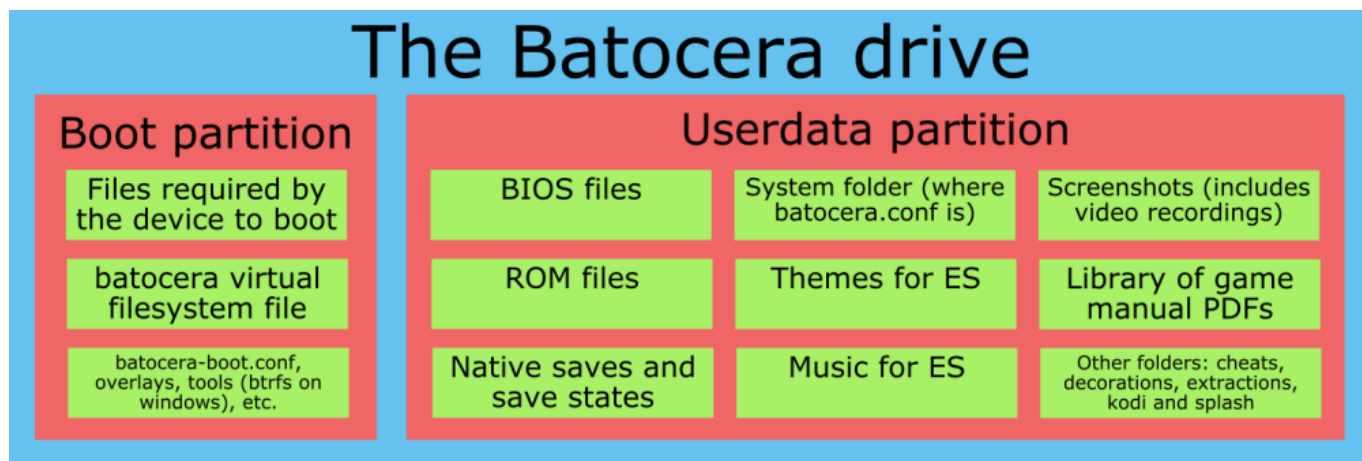 The Batocera drive
Boot partition
Files required by
the device to boot
batocera virtual
filesystem file
batocera-boot.conf,
overlays, tools (btrfs on
windows), etc.
Userdata partition
BIOS files
System folder (where
batocera.conf is)
Screenshots (includes
video recordings)
ROM files
Themes for ES
Library of game
manual PDFs
Native saves and
save states
Music for ES
Other folders: cheats,
decorations, extractions,
kodi and splash